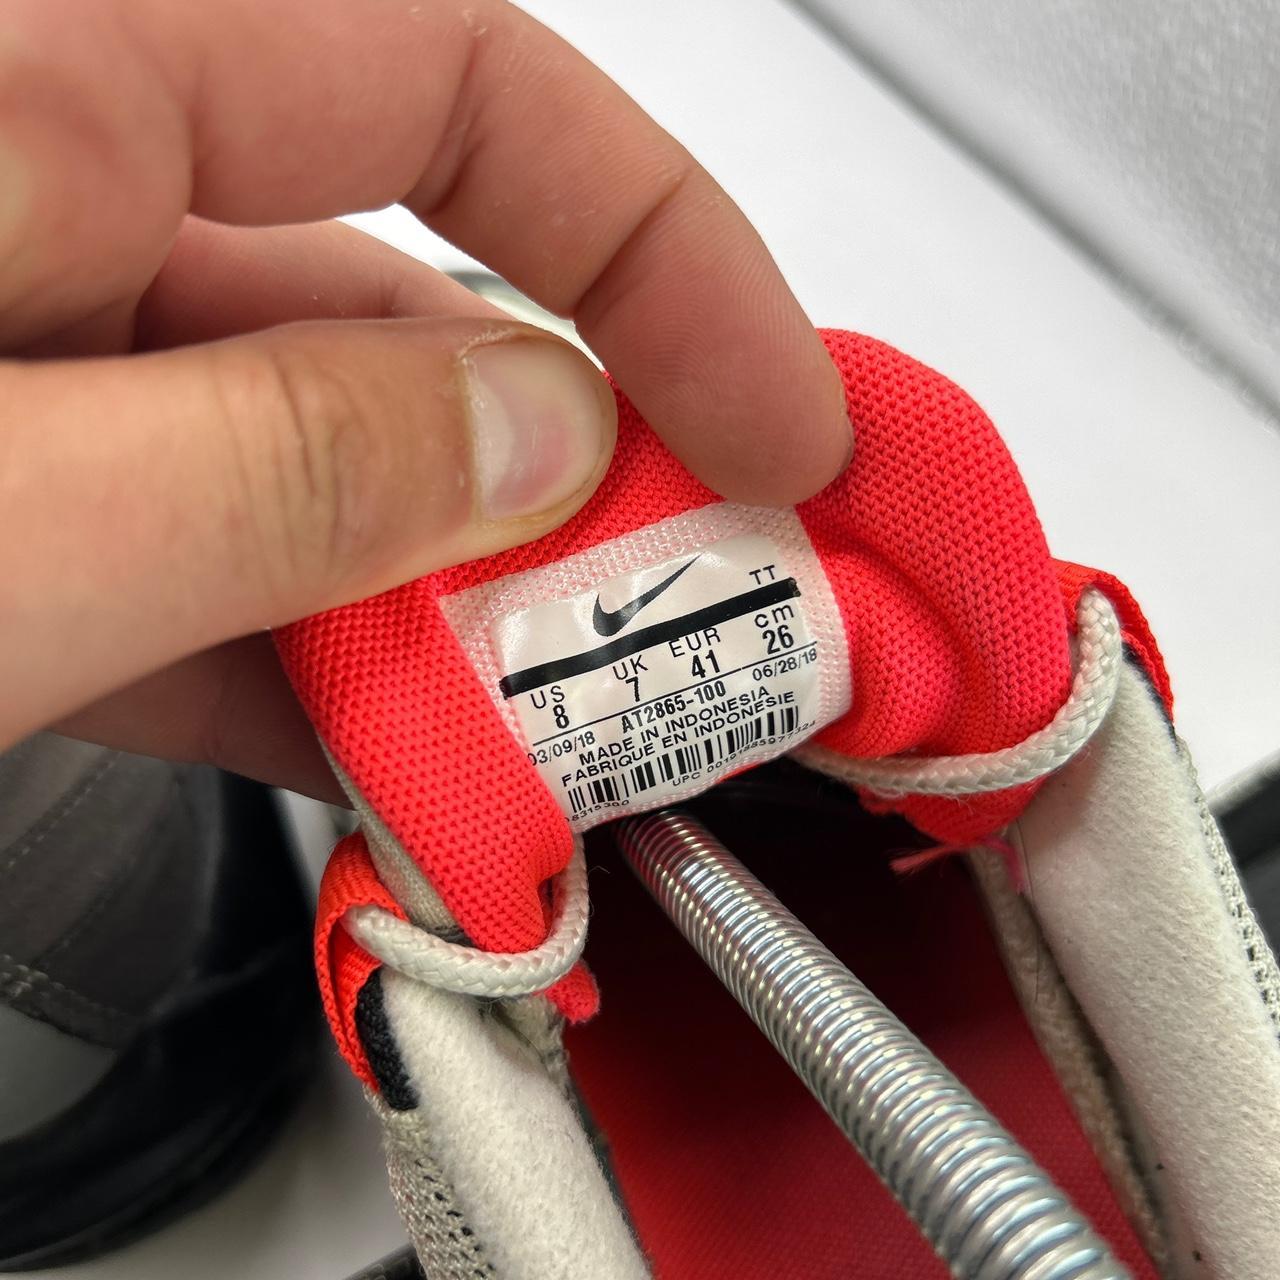 TT
US UK EUR cm
8 7 41 26
03/09/18 AT2865-100 06/28/18
MADE IN INDONESIA
FABRIQUE EN INDONESIE